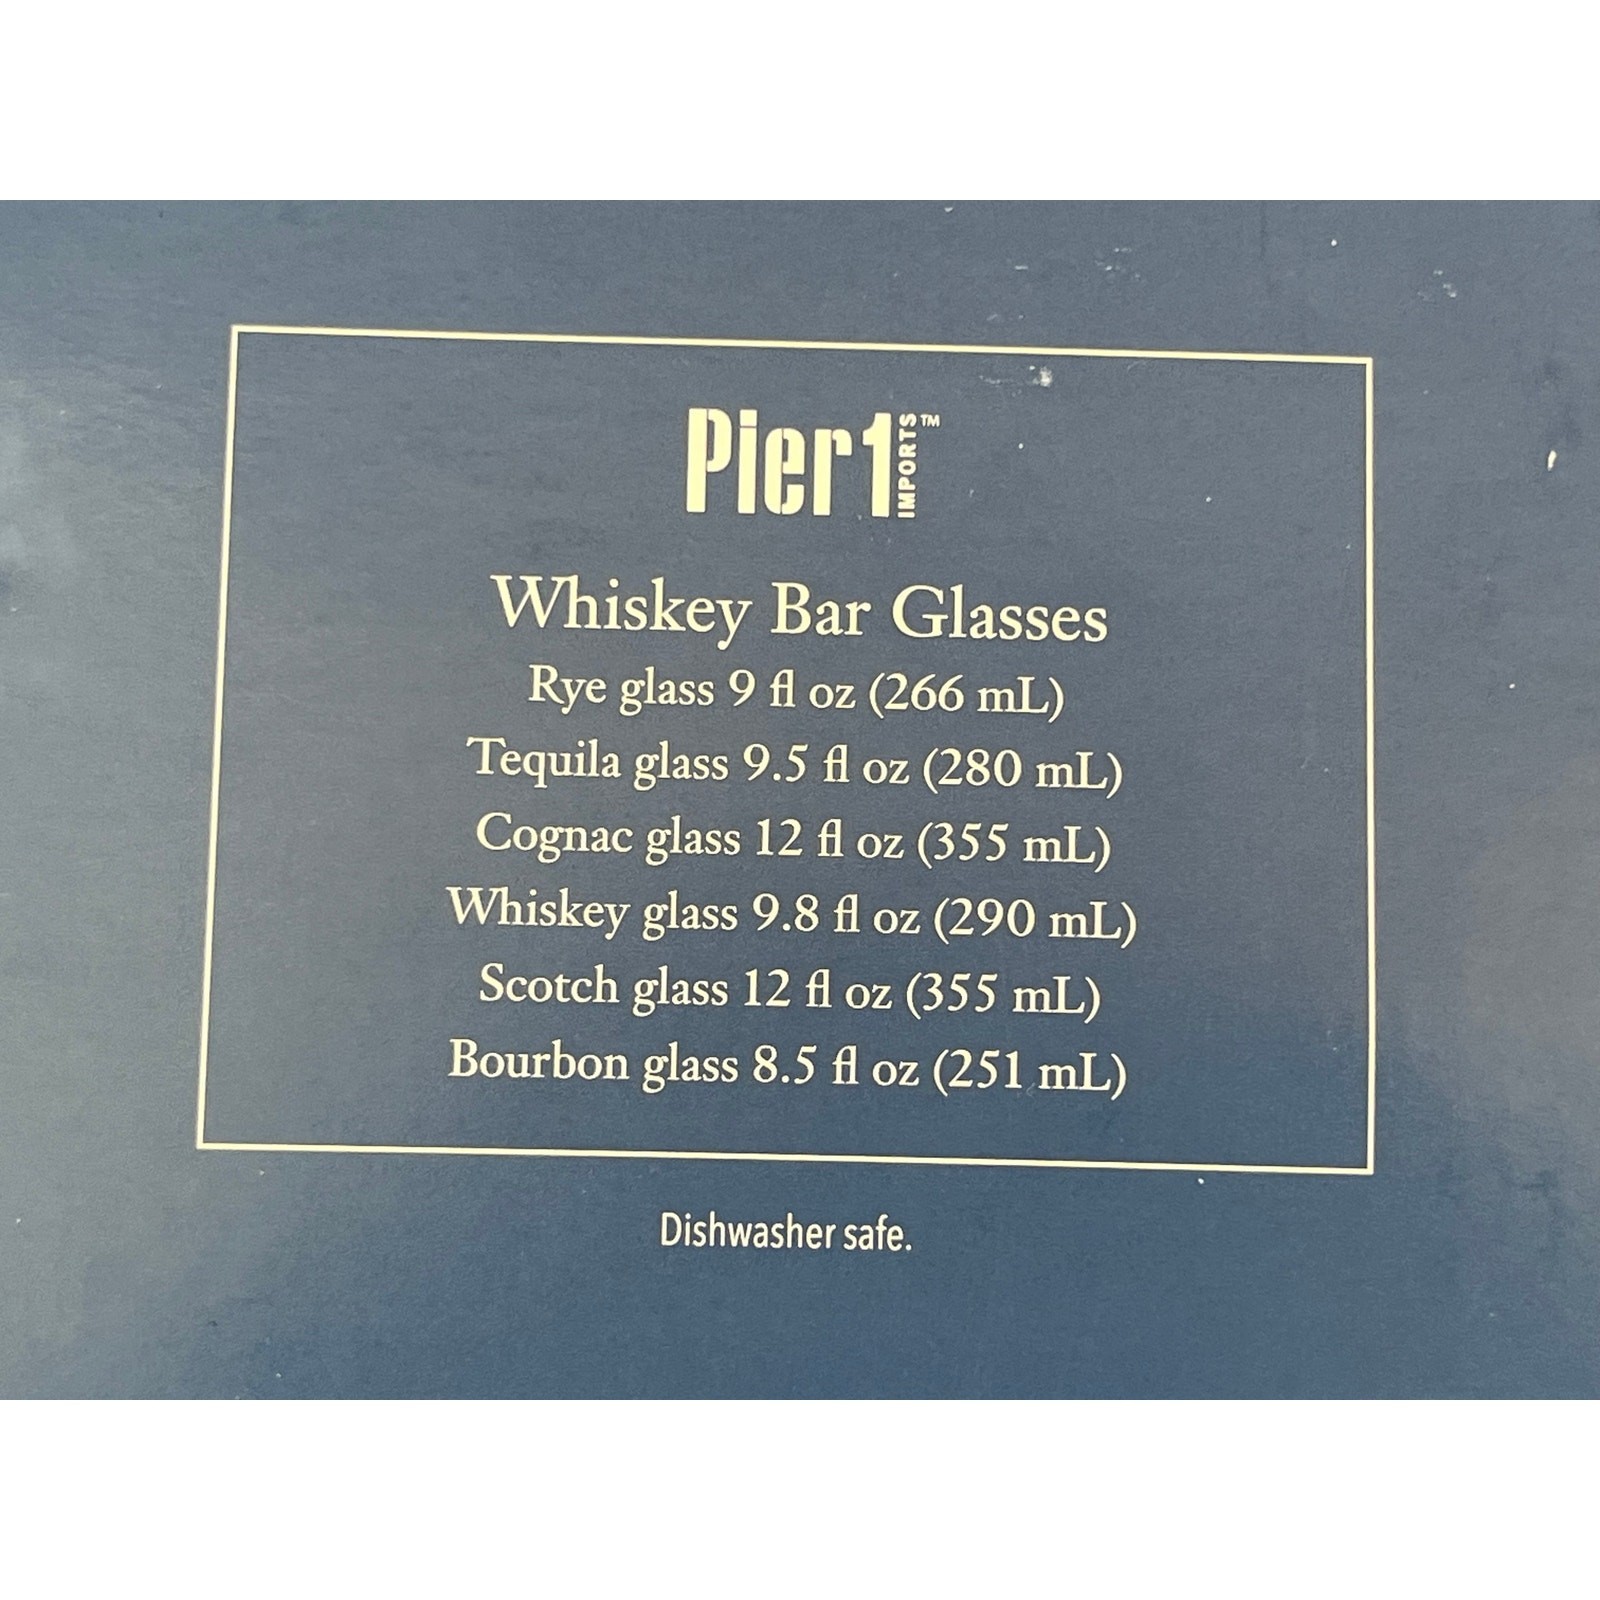 Pier1 IMPORTS™
Whiskey Bar Glasses
Rye glass 9 fl oz (266 mL)
Tequila glass 9.5 fl oz (280 mL)
Cognac glass 12 fl oz (355 mL)
Whiskey glass 9.8 fl oz (290 mL)
Scotch glass 12 fl oz (355 mL)
Bourbon glass 8.5 fl oz (251 mL)
Dishwasher safe.